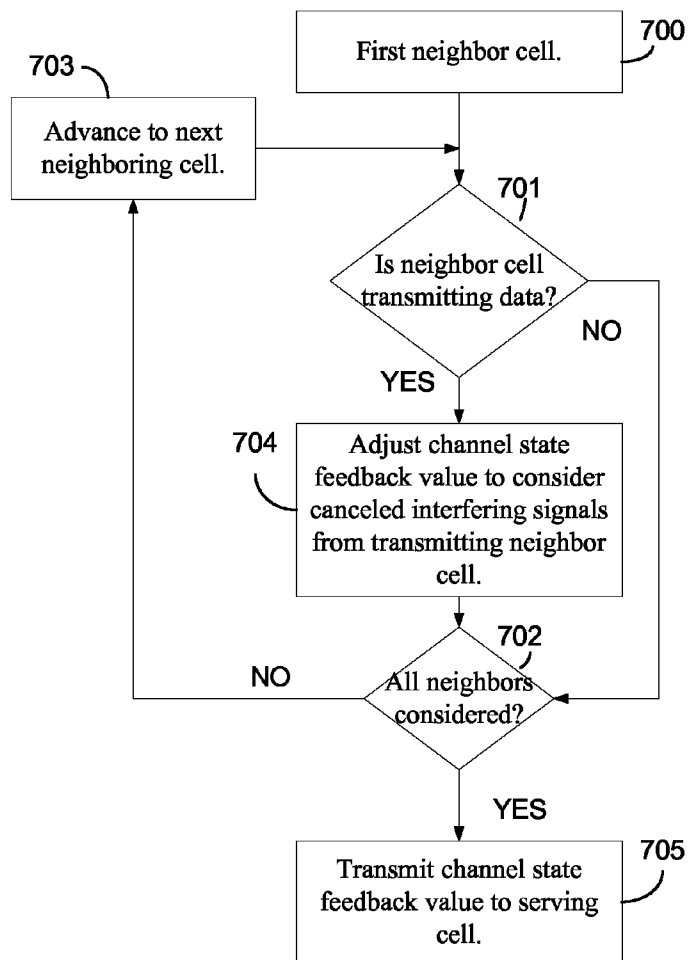 First neighbor cell.
700
703
Advance to next
neighboring cell.
701
Is neighbor cell
transmitting data?
NO
YES
704
Adjust channel state
feedback value to consider
canceled interfering signals
from transmitting neighbor
cell.
702
NO
All neighbors
considered?
YES
705
Transmit channel state
feedback value to serving
cell.